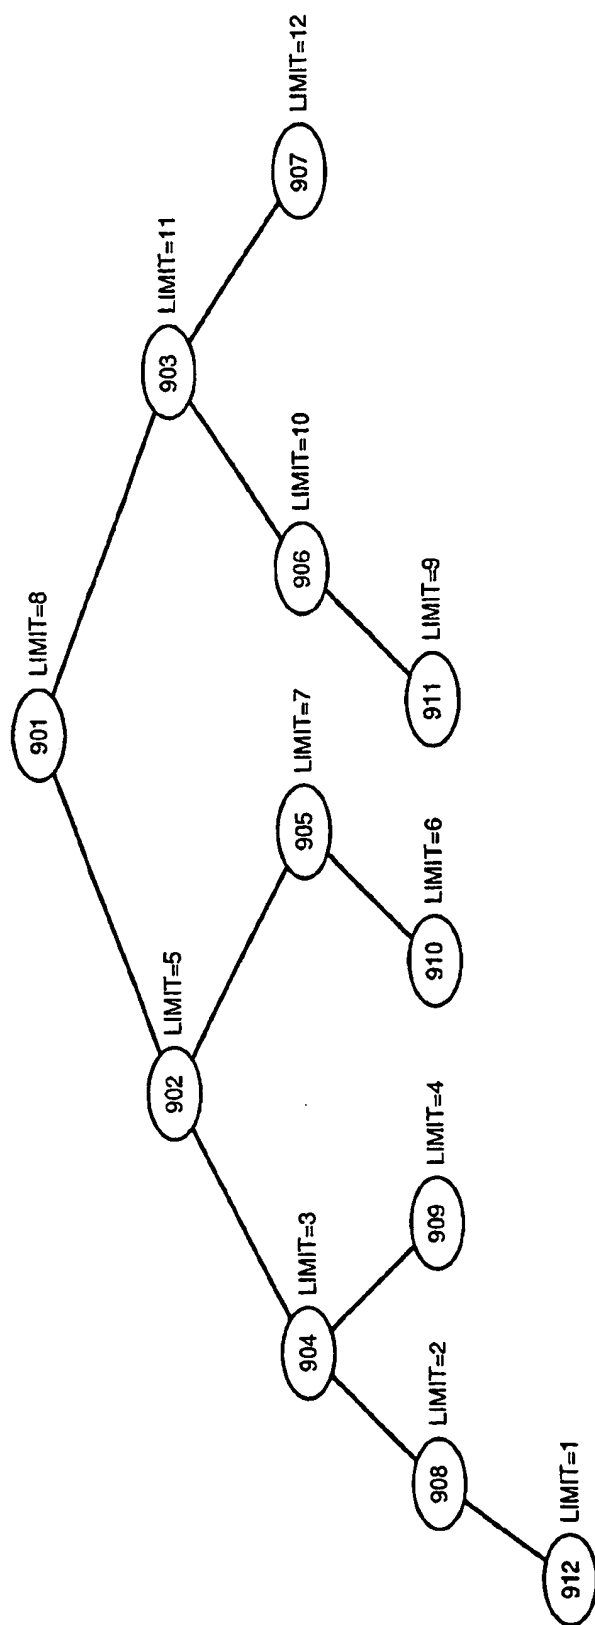 901 LIMIT=8
902 LIMIT=5
903 LIMIT=11
904 LIMIT=3
905 LIMIT=7
906 LIMIT=10
907 LIMIT=12
908 LIMIT=2
909 LIMIT=4
910 LIMIT=6
911 LIMIT=9
912 LIMIT=1